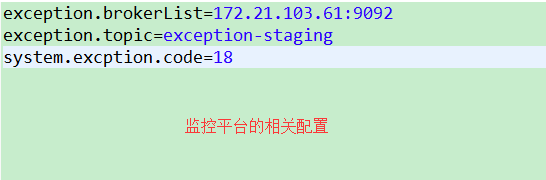 exception.brokerList=172.21.103.61:9092
exception.topic=exception-staging
system.excption.code=18
监控平台的相关配置